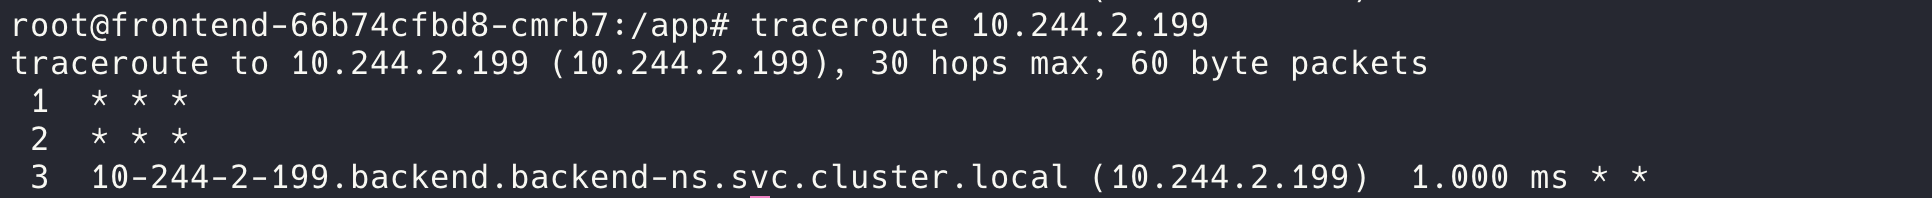 root@frontend-66b74cfbd8-cmrb7:/app# traceroute 10.244.2.199
traceroute to 10.244.2.199 (10.244.2.199), 30 hops max, 60 byte packets
 1  * * *
 2  * * *
 3  10-244-2-199.backend.backend-ns.svc.cluster.local (10.244.2.199)  1.000 ms * *